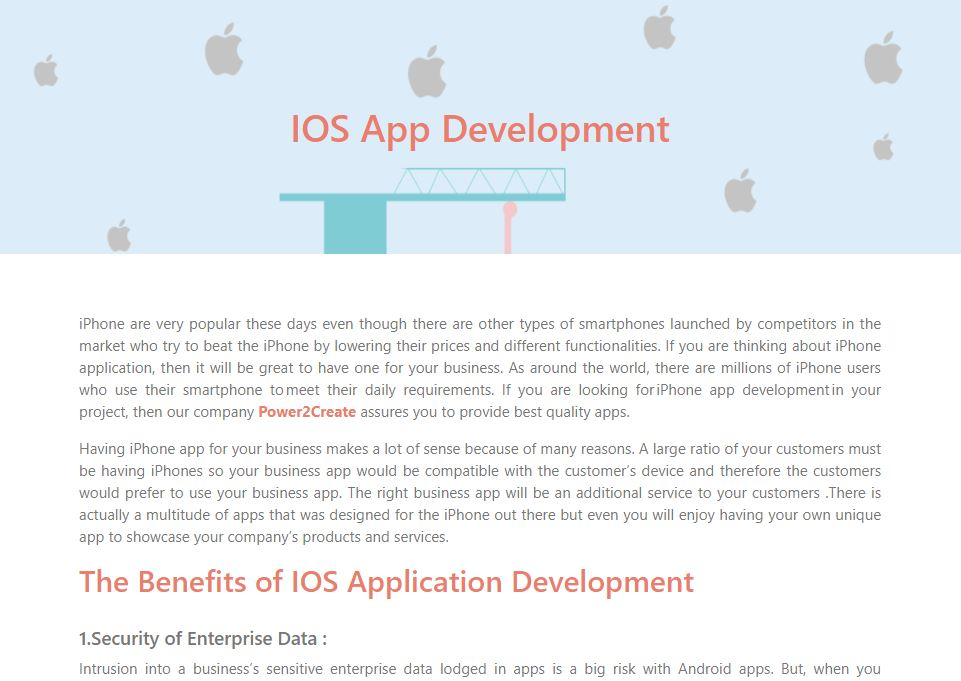 IOS App Development
iPhone are very popular these days even though there are other types of smartphones launched by competitors in the
market who try to beat the iPhone by lowering their prices and different functionalities. If you are thinking about iPhone
application, then it will be great to have one for your business. As around the world, there are millions of iPhone users
who use their smartphone to meet their daily requirements. If you are looking foriPhone app developmentin your
project, then our company Power2Create assures you to provide best quality apps.
Having iPhone app for your business makes a lot of sense because of many reasons. A large ratio of your customers must
be having iPhones so your business app would be compatible with the customer's device and therefore the customers
would prefer to use your business app. The right business app will be an additional service to your customers .There is
actually a multitude of apps that was designed for the iPhone out there but even you will enjoy having your own unique
app to showcase your company's products and services.
The Benefits of IOS Application Development
1.Security of Enterprise Data :
Intrusion into a business's sensitive enterprise data lodged in apps is a big risk with Android apps. But, when you